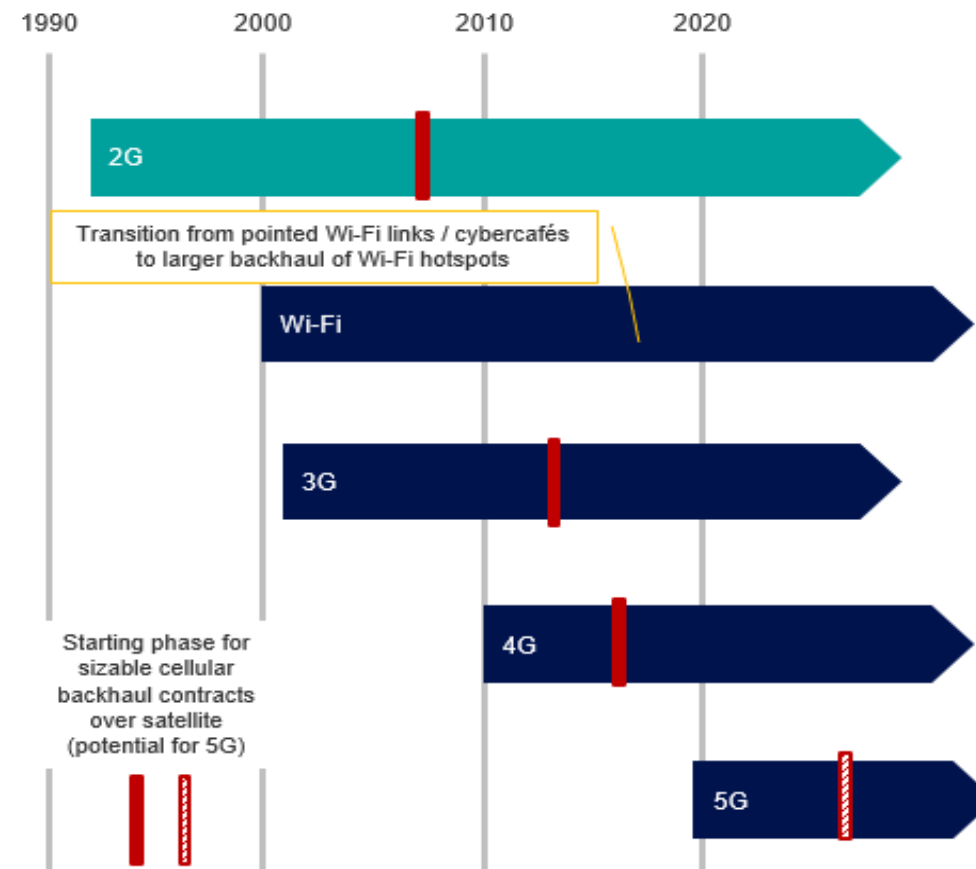 1990 2000 2010 2020
2G
Transition from pointed Wi-Fi links / cybercafés
to larger backhaul of Wi-Fi hotspots
Wi-Fi
3G
4G
Starting phase for
sizable cellular
backhaul contracts
over satellite
(potential for 5G)
5G